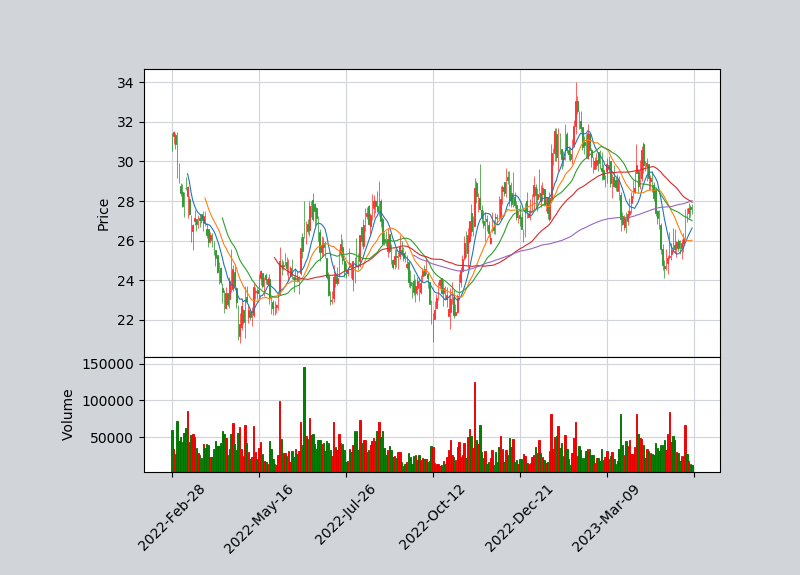 34
32
30
28
26
24
22
Price
150000
100000
50000
Volume
2022-Feb-28
2022-May-16
2022-Jul-26
2022-Oct-12
2022-Dec-21
2023-Mar-09